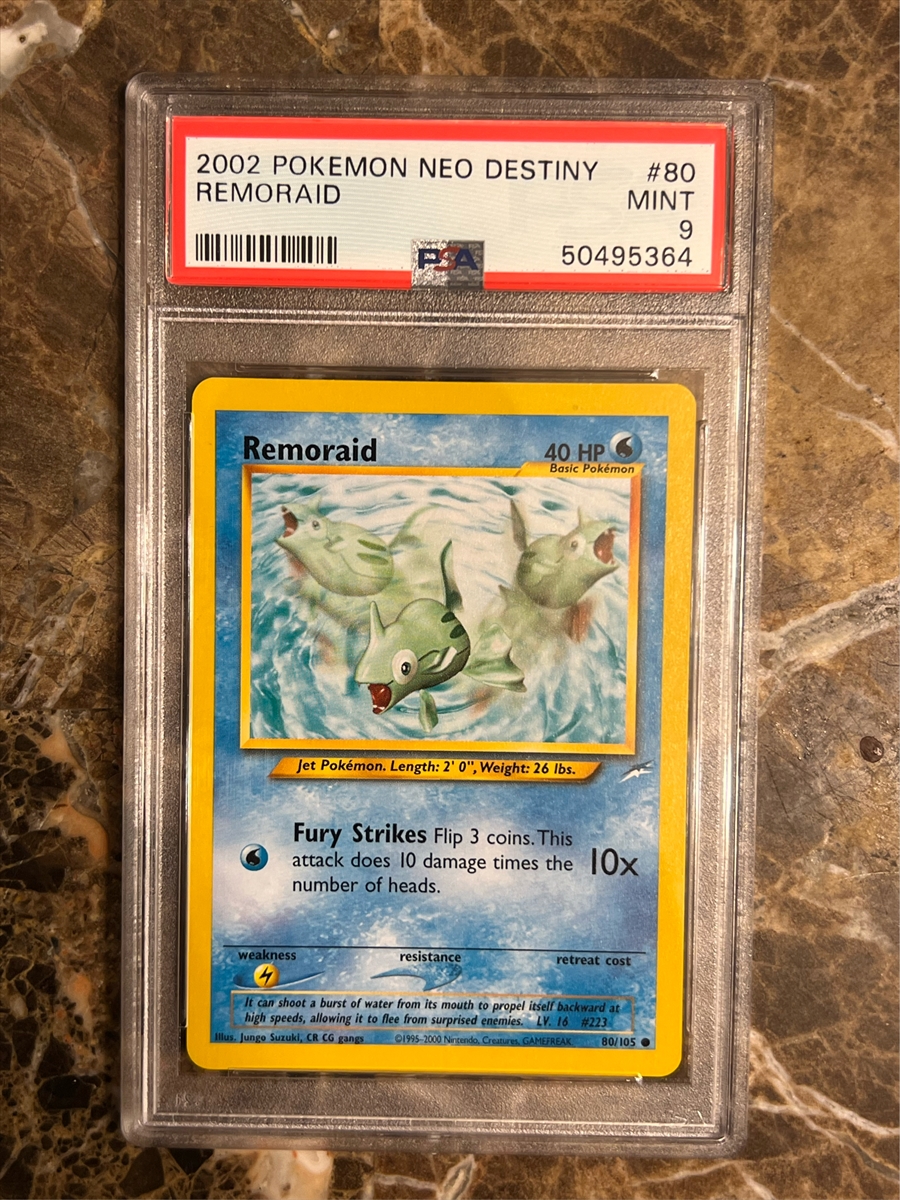 2002 POKEMON NEO DESTINY #80
REMORAID MINT
9
PSA 50495364
Remoraid 40 HP
Basic Pokémon
Jet Pokémon. Length: 2' 0", Weight: 26 lbs.
Fury Strikes Flip 3 coins. This
attack does 10 damage times the 10x
number of heads.
weakness resistance retreat cost
It can shoot a burst of water from its mouth to propel itself backward at
high speeds, allowing it to flee from surprised enemies. LV. 16 #223
Illus. Jungo Suzuki, CR CG gangs ©1995-2000 Nintendo, Creatures, GAMEFREAK 80/105